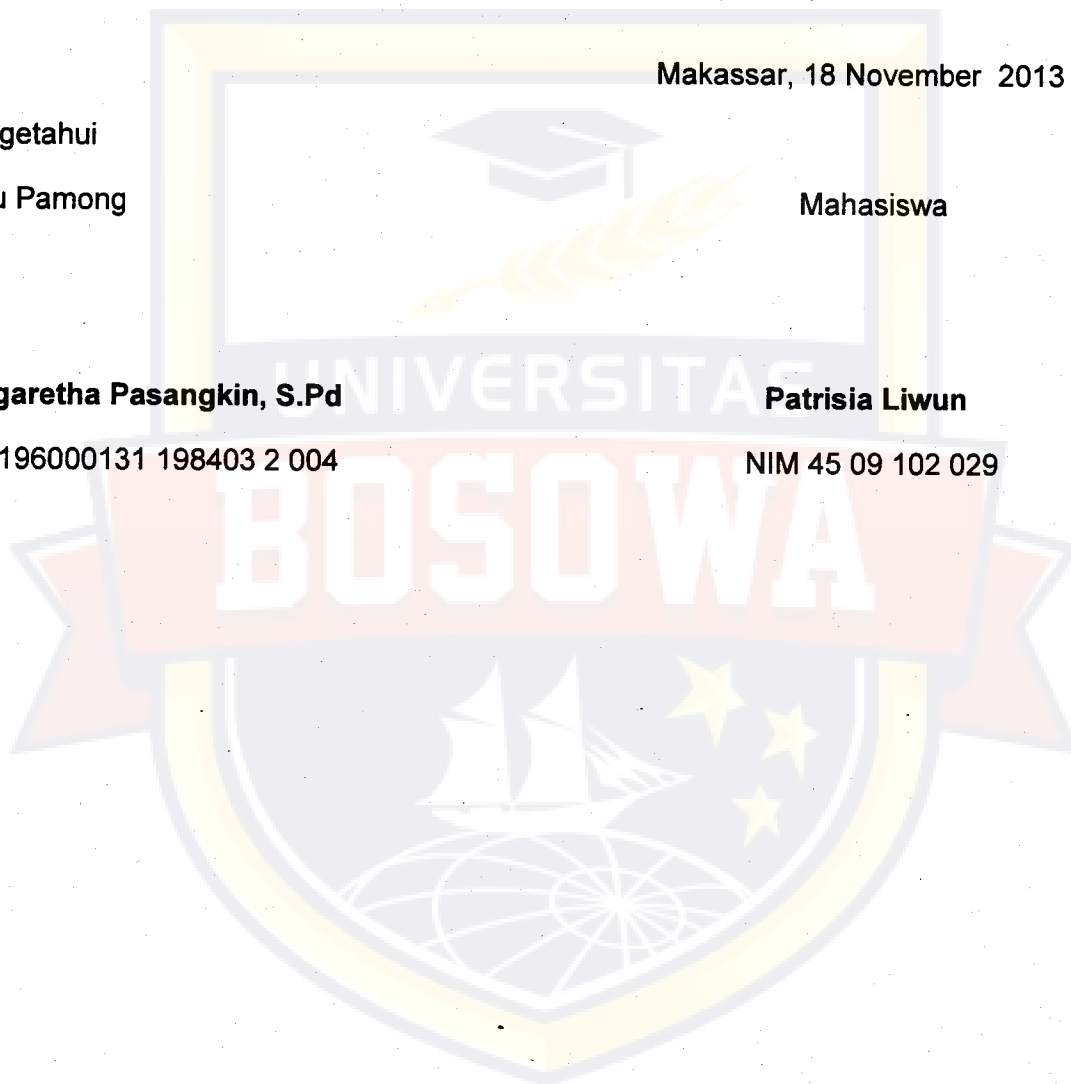 Makassar, 18 November 2013
getahui
u Pamong
Mahasiswa
garetha Pasangkin, S.Pd
Patrisia Liwun
196000131 198403 2 004
NIM 45 09 102 029
UNIVERSITAS
BOSOWA